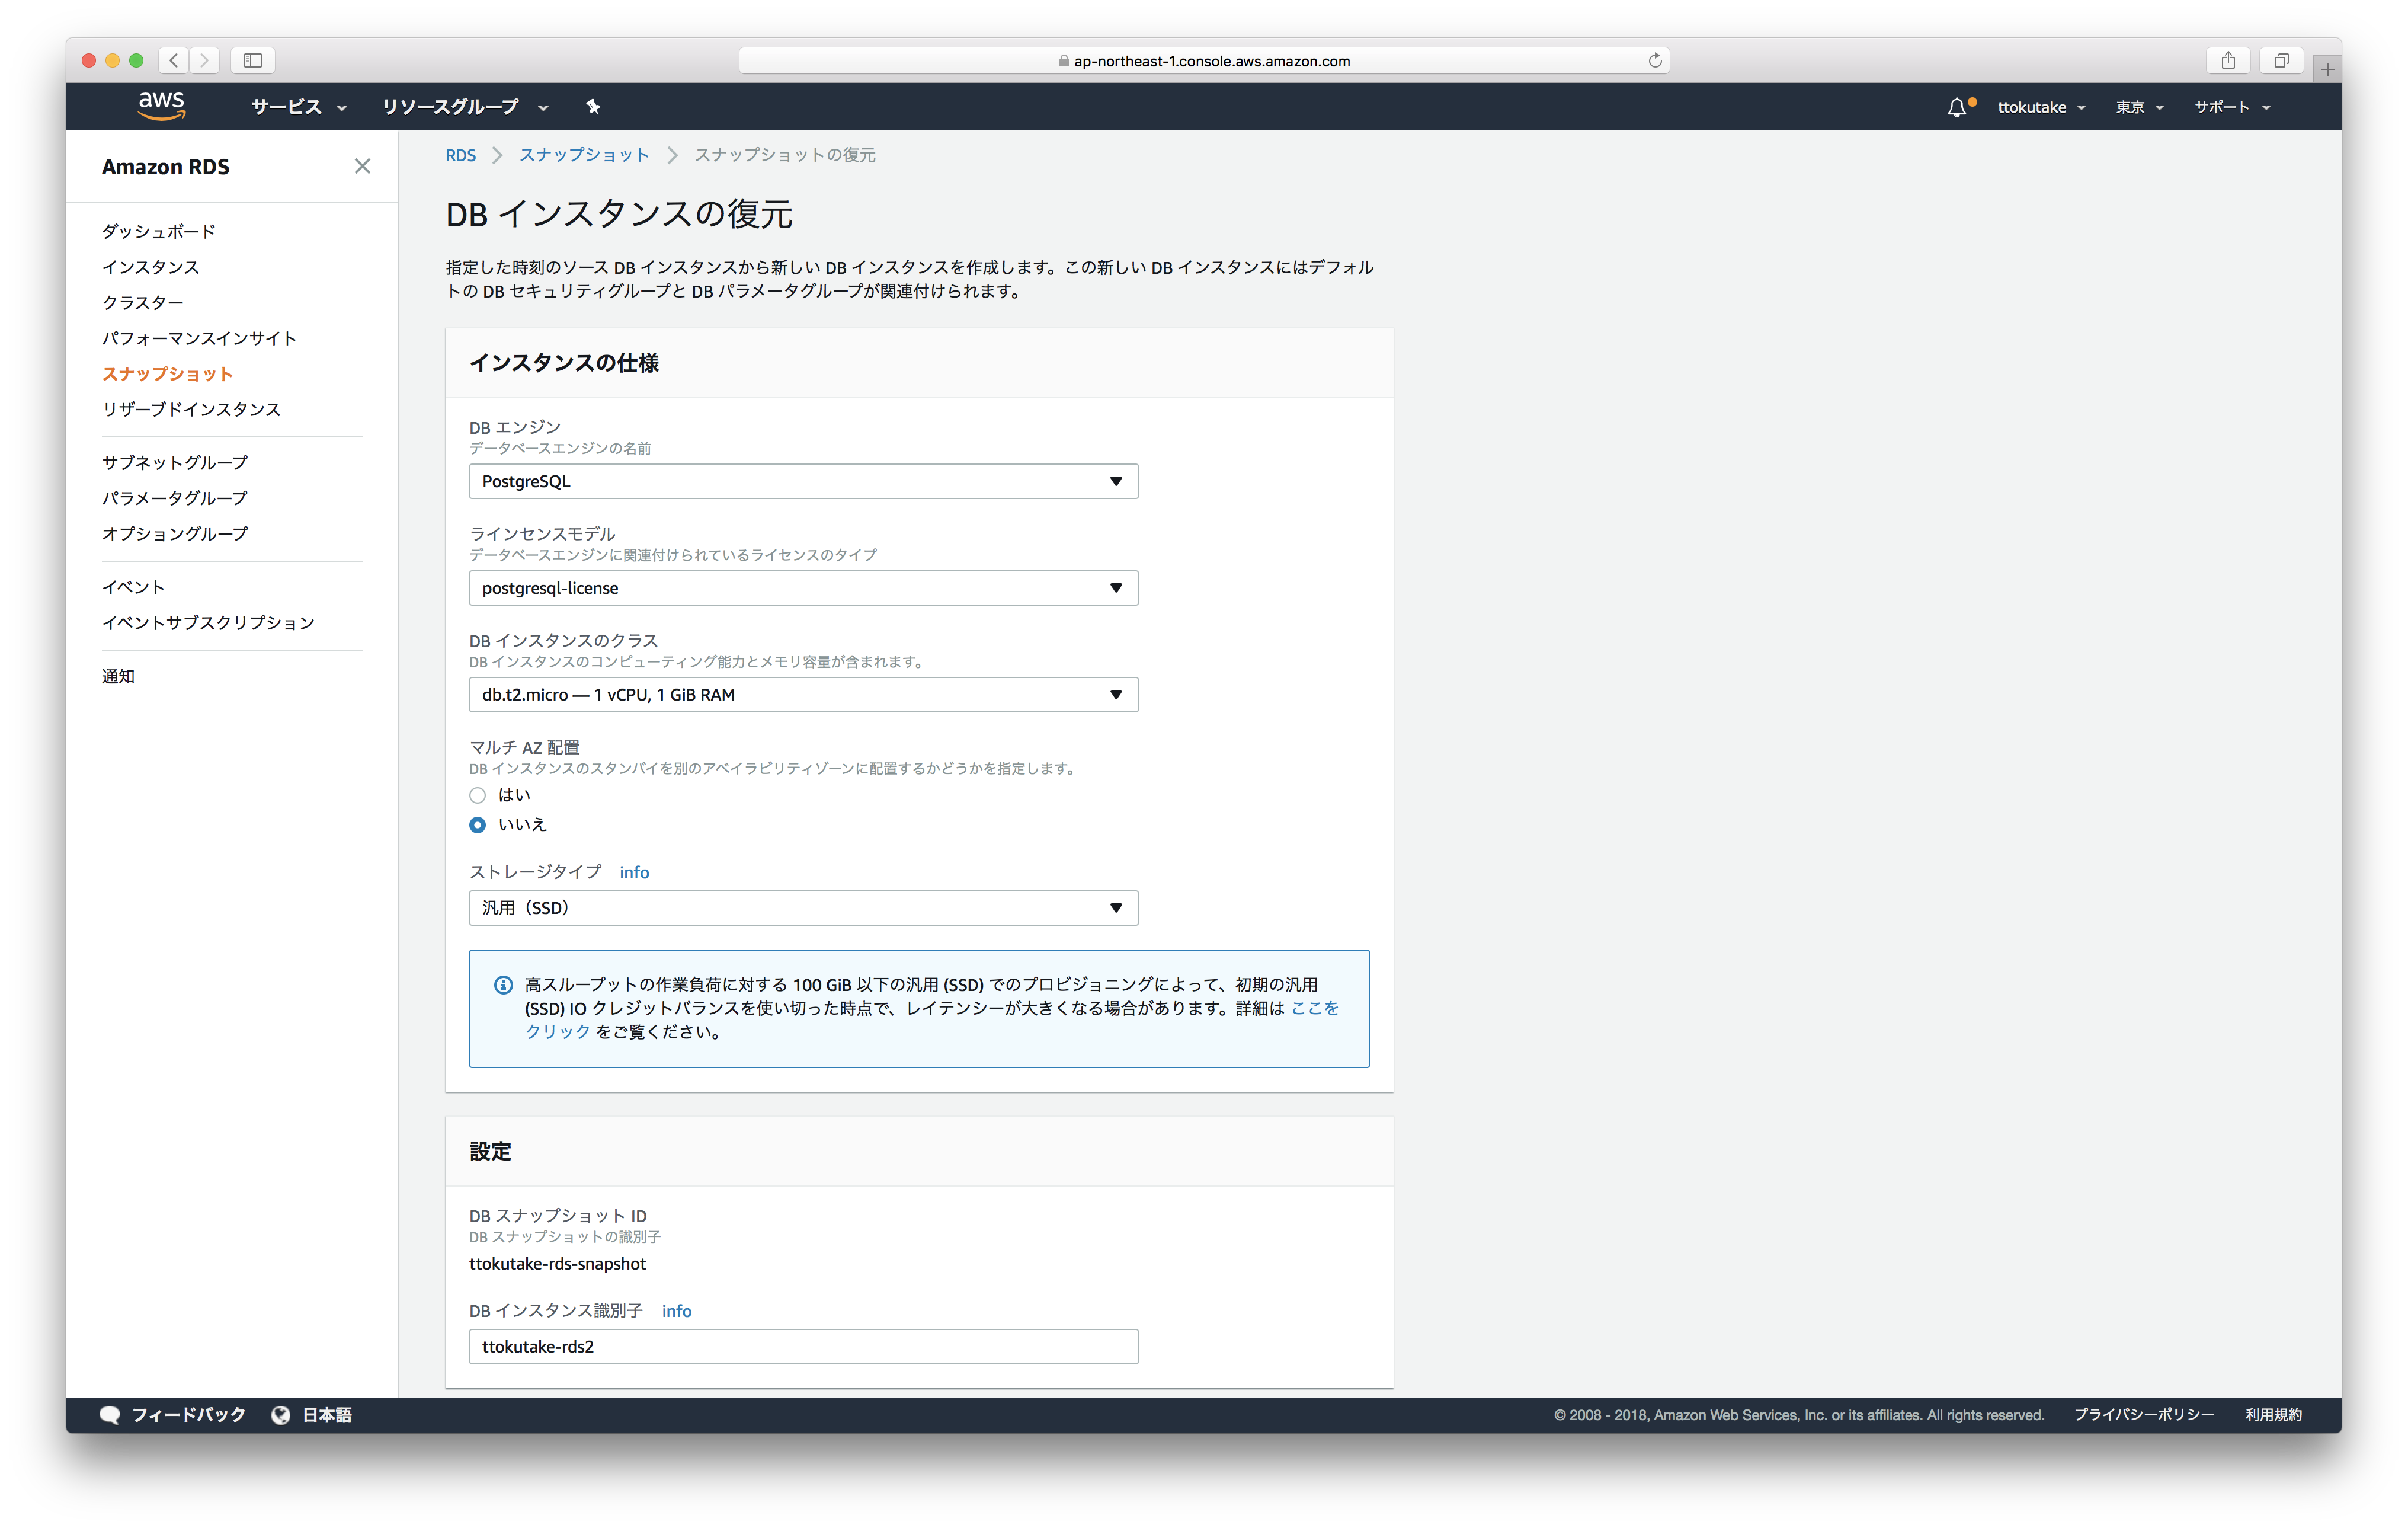 ap-northeast-1.console.aws.amazon.com
aws サービス リソースグループ ttokutake 東京 サポート
Amazon RDS
ダッシュボード
インスタンス
クラスター
パフォーマンスインサイト
スナップショット
リザーブドインスタンス
サブネットグループ
パラメータグループ
オプショングループ
イベント
イベントサブスクリプション
通知
RDS スナップショット スナップショットの復元
DB インスタンスの復元
指定した時刻のソース DB インスタンスから新しい DB インスタンスを作成します。この新しい DB インスタンスにはデフォル
トの DB セキュリティグループと DB パラメータグループが関連付けられます。
インスタンスの仕様
DB エンジン
データベースエンジンの名前
PostgreSQL
ラインセンスモデル
データベースエンジンに関連付けられているライセンスのタイプ
postgresql-license
DB インスタンスのクラス
DB インスタンスのコンピューティング能力とメモリ容量が含まれます。
db.t2.micro — 1 vCPU, 1 GiB RAM
マルチ AZ 配置
DB インスタンスのスタンバイを別のアベイラビリティゾーンに配置するかどうかを指定します。
はい
いいえ
ストレージタイプ info
汎用（SSD）
高スループットの作業負荷に対する 100 GiB 以下の汎用 (SSD) でのプロビジョニングによって、初期の汎用
(SSD) IO クレジットバランスを使い切った時点で、レイテンシーが大きくなる場合があります。詳細は ここを
クリック をご覧ください。
設定
DB スナップショット ID
DB スナップショットの識別子
ttokutake-rds-snapshot
DB インスタンス識別子 info
ttokutake-rds2
フィードバック 日本語 © 2008 - 2018, Amazon Web Services, Inc. or its affiliates. All rights reserved. プライバシーポリシー 利用規約